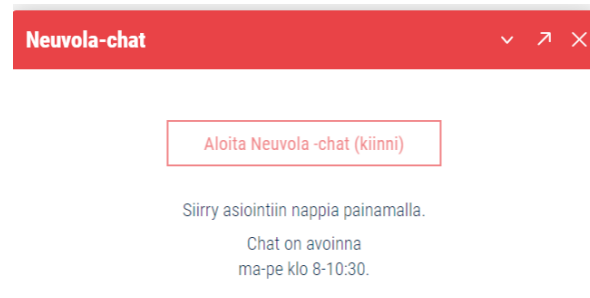 Neuvola-chat
Aloita Neuvola -chat (kiinni)
Siirry asiointiin nappia painamalla.
Chat on avoinna
ma-pe klo 8-10:30.